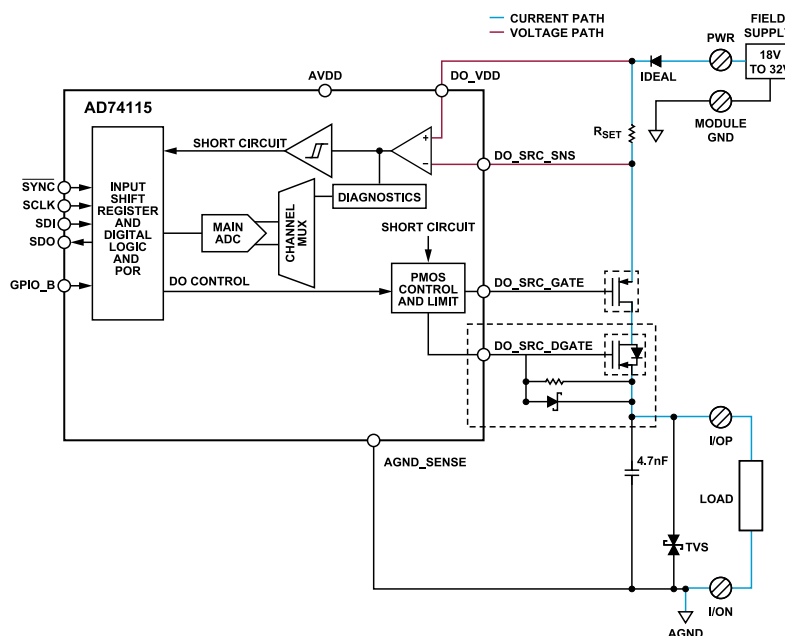 CURRENT PATH
VOLTAGE PATH
FIELD
SUPPLY
PWR
18V
TO 32V
IDEAL
MODULE
GND
AVDD
DO_VDD
AD74115
SHORT CIRCUIT
R_SET
DO_SRC_SNS
DIAGNOSTICS
SYNC
SCLK
SDI
SDO
GPIO_B
INPUT
SHIFT
REGISTER
AND
DIGITAL
LOGIC
AND
POR
MAIN
ADC
CHANNEL
MUX
SHORT CIRCUIT
DO CONTROL
PMOS
CONTROL
AND LIMIT
DO_SRC_GATE
DO_SRC_DGATE
I/OP
AGND_SENSE
4.7nF
LOAD
TVS
AGND
I/ON